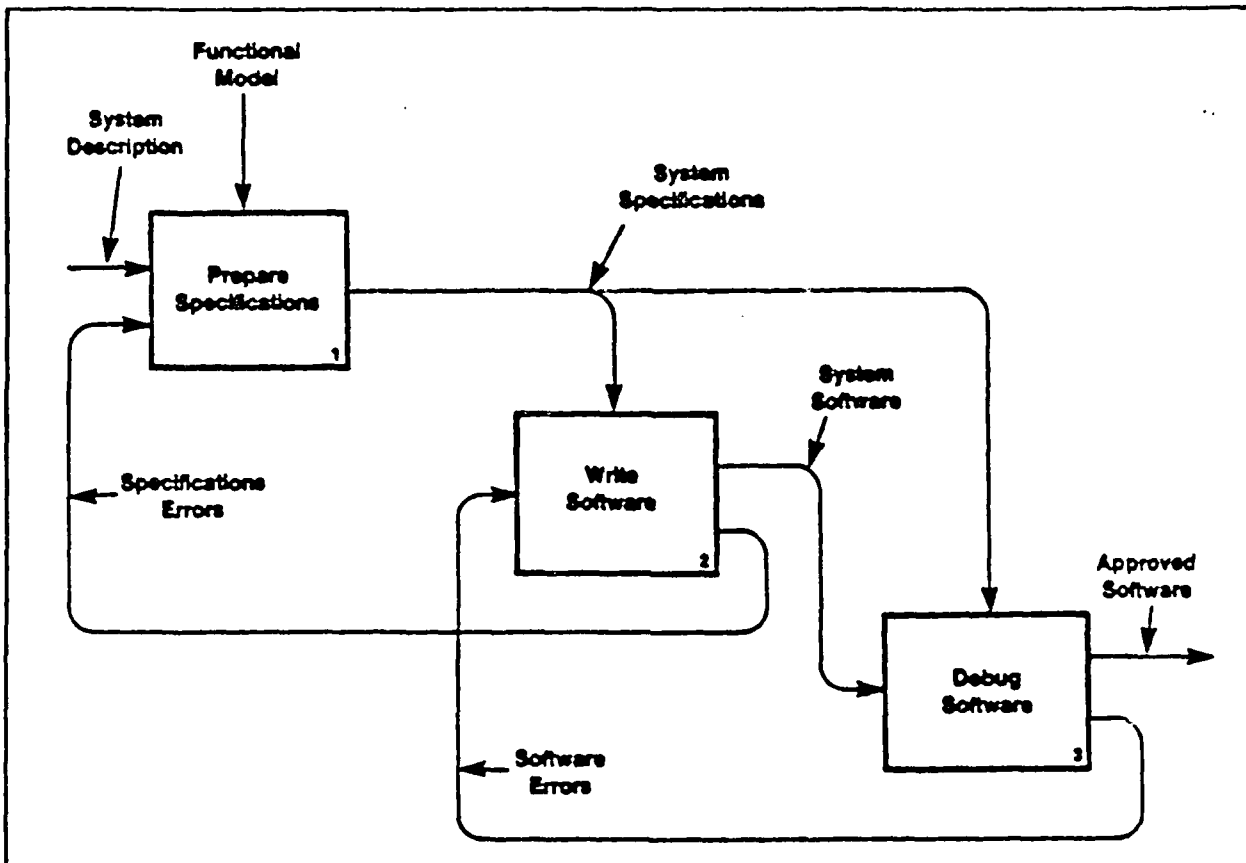 Functional
Model
System
Description
System
Specifications
Prepare
Specifications
1
System
Software
Write
Software
2
Specifications
Errors
Approved
Software
Debug
Software
3
Software
Errors